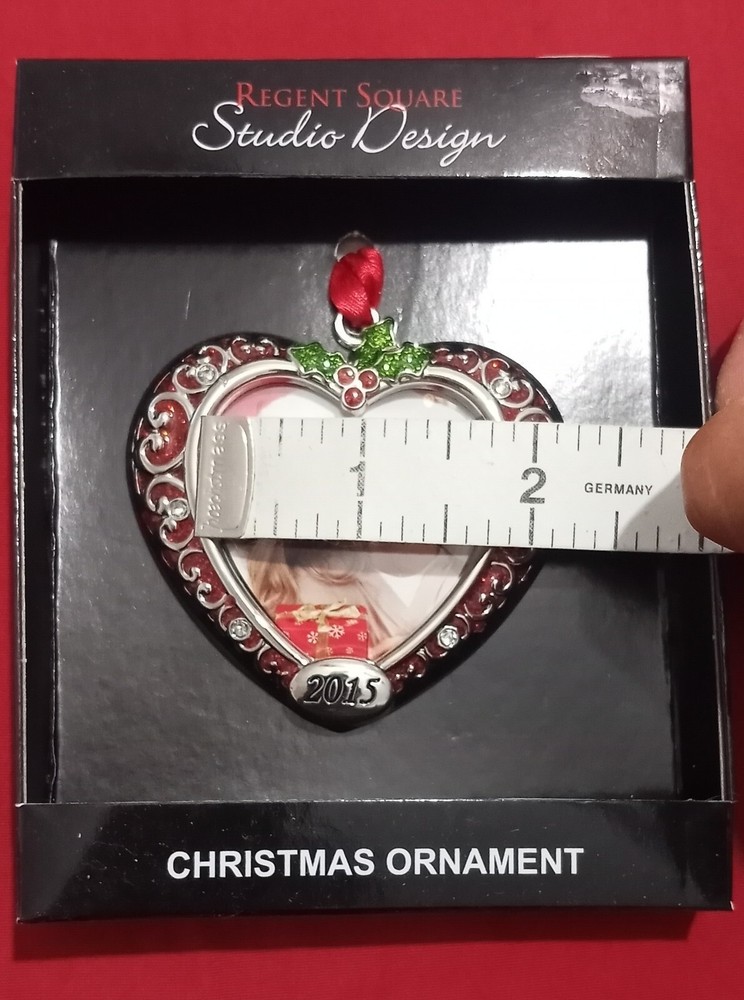 REGENT SQUARE
Studio Design
1
2
GERMANY
2015
CHRISTMAS ORNAMENT